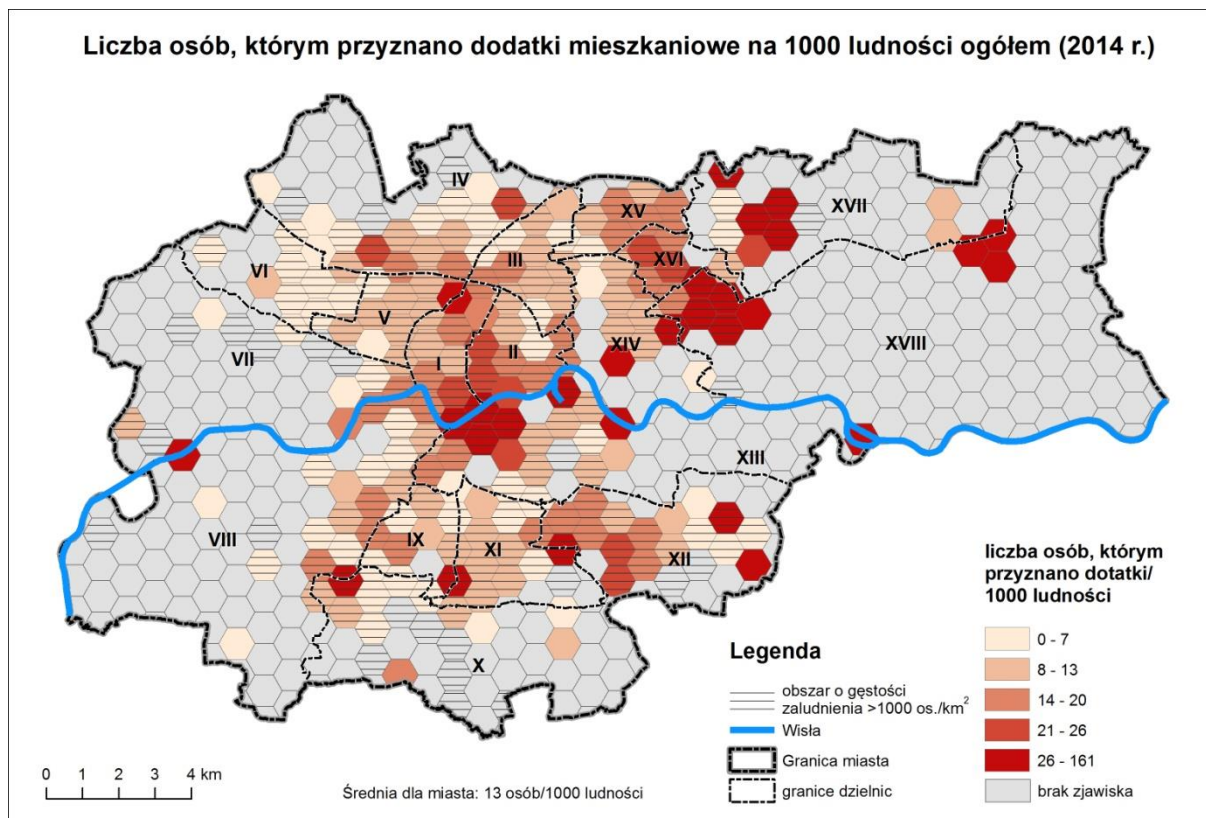 Liczba osób, którym przyznano dodatki mieszkaniowe na 1000 ludności ogółem (2014 r.)
IV
XV
XVII
III
XVI
VI
V
XIV
XVIII
VII
I
II
XIII
VIII
IX
XI
XII
X
liczba osób, którym
przyznano dotatki/
1000 ludności
0 - 7
8 - 13
14 - 20
21 - 26
26 - 161
brak zjawiska
Legenda
obszar o gęstości
zaludnienia >1000 os./km²
Wisła
Granica miasta
granice dzielnic
0 1 2 4 km
Średnia dla miasta: 13 osób/1000 ludności